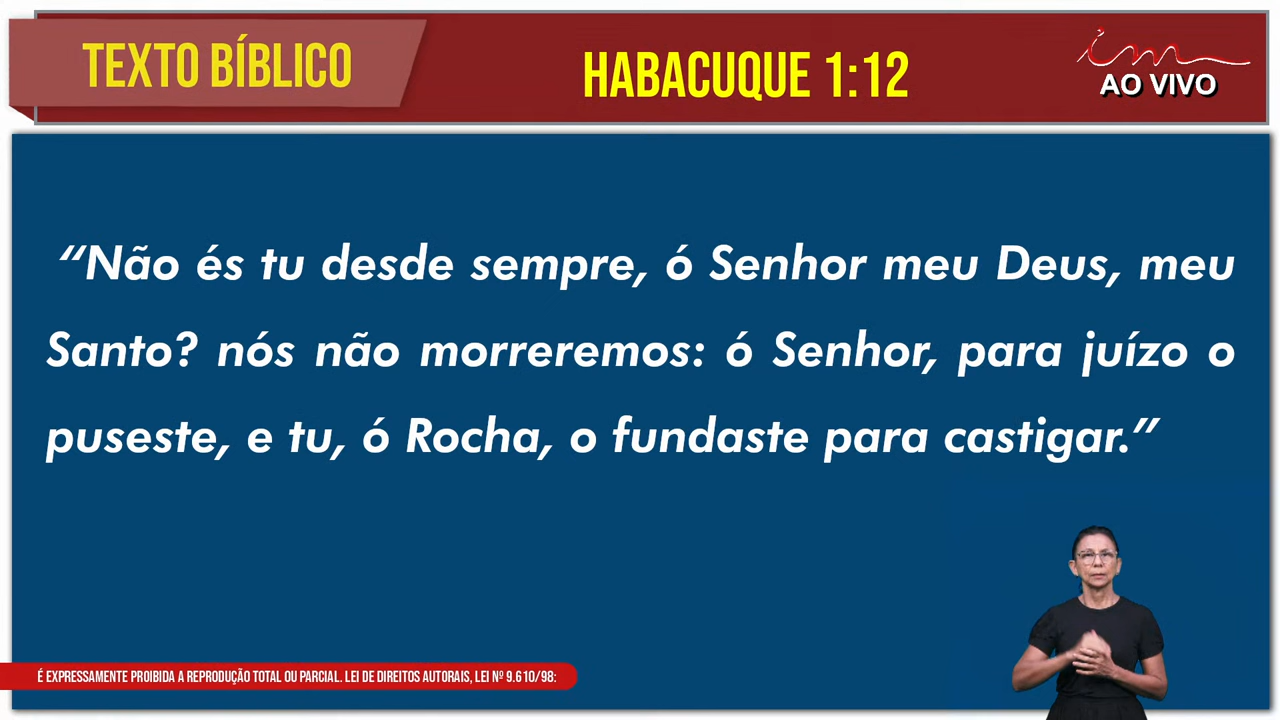 TEXTO BÍBLICO
HABACUQUE 1:12
im
AO VIVO
“Não és tu desde sempre, ó Senhor meu Deus, meu
Santo? nós não morreremos: ó Senhor, para juízo o
puseste, e tu, ó Rocha, o fundaste para castigar.”
É EXPRESSAMENTE PROIBIDA A REPRODUÇÃO TOTAL OU PARCIAL. LEI DE DIREITOS AUTORAIS, LEI Nº 9.610/98: